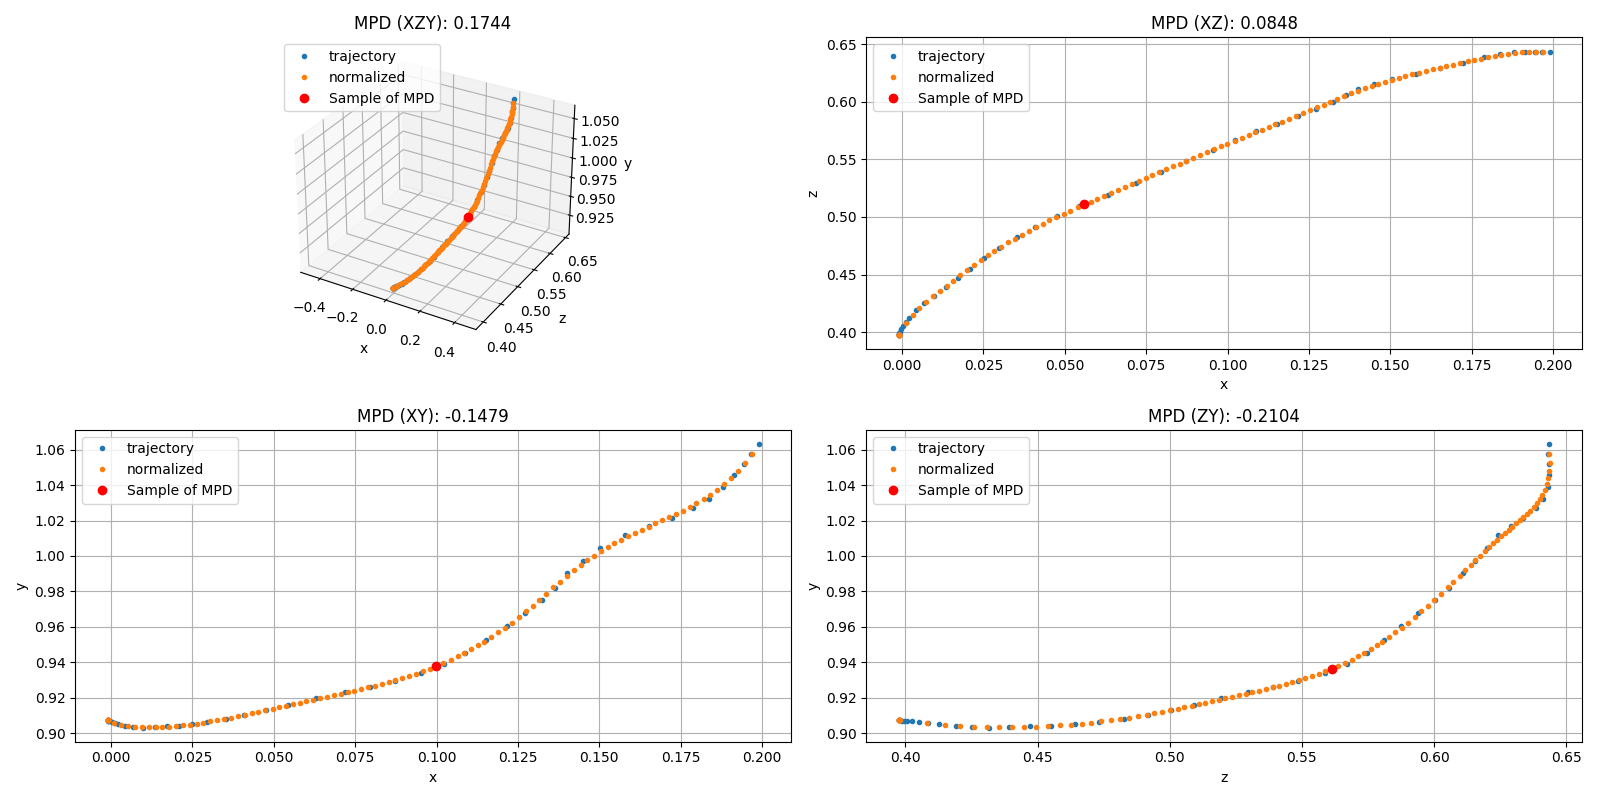 MPD (XZY): 0.1744
trajectory
normalized
Sample of MPD
1.050
1.025
1.000
0.975
0.950
0.925
y
0.65
0.60
0.55
0.50
0.45
0.40
z
−0.4
−0.2
0.0
0.2
0.4
x
MPD (XZ): 0.0848
trajectory
normalized
Sample of MPD
0.65
0.60
0.55
0.50
0.45
0.40
z
0.000 0.025 0.050 0.075 0.100 0.125 0.150 0.175 0.200
x
MPD (XY): -0.1479
trajectory
normalized
Sample of MPD
1.06
1.04
1.02
1.00
0.98
0.96
0.94
0.92
0.90
y
0.000 0.025 0.050 0.075 0.100 0.125 0.150 0.175 0.200
x
MPD (ZY): -0.2104
trajectory
normalized
Sample of MPD
1.06
1.04
1.02
1.00
0.98
0.96
0.94
0.92
0.90
y
0.40 0.45 0.50 0.55 0.60 0.65
z